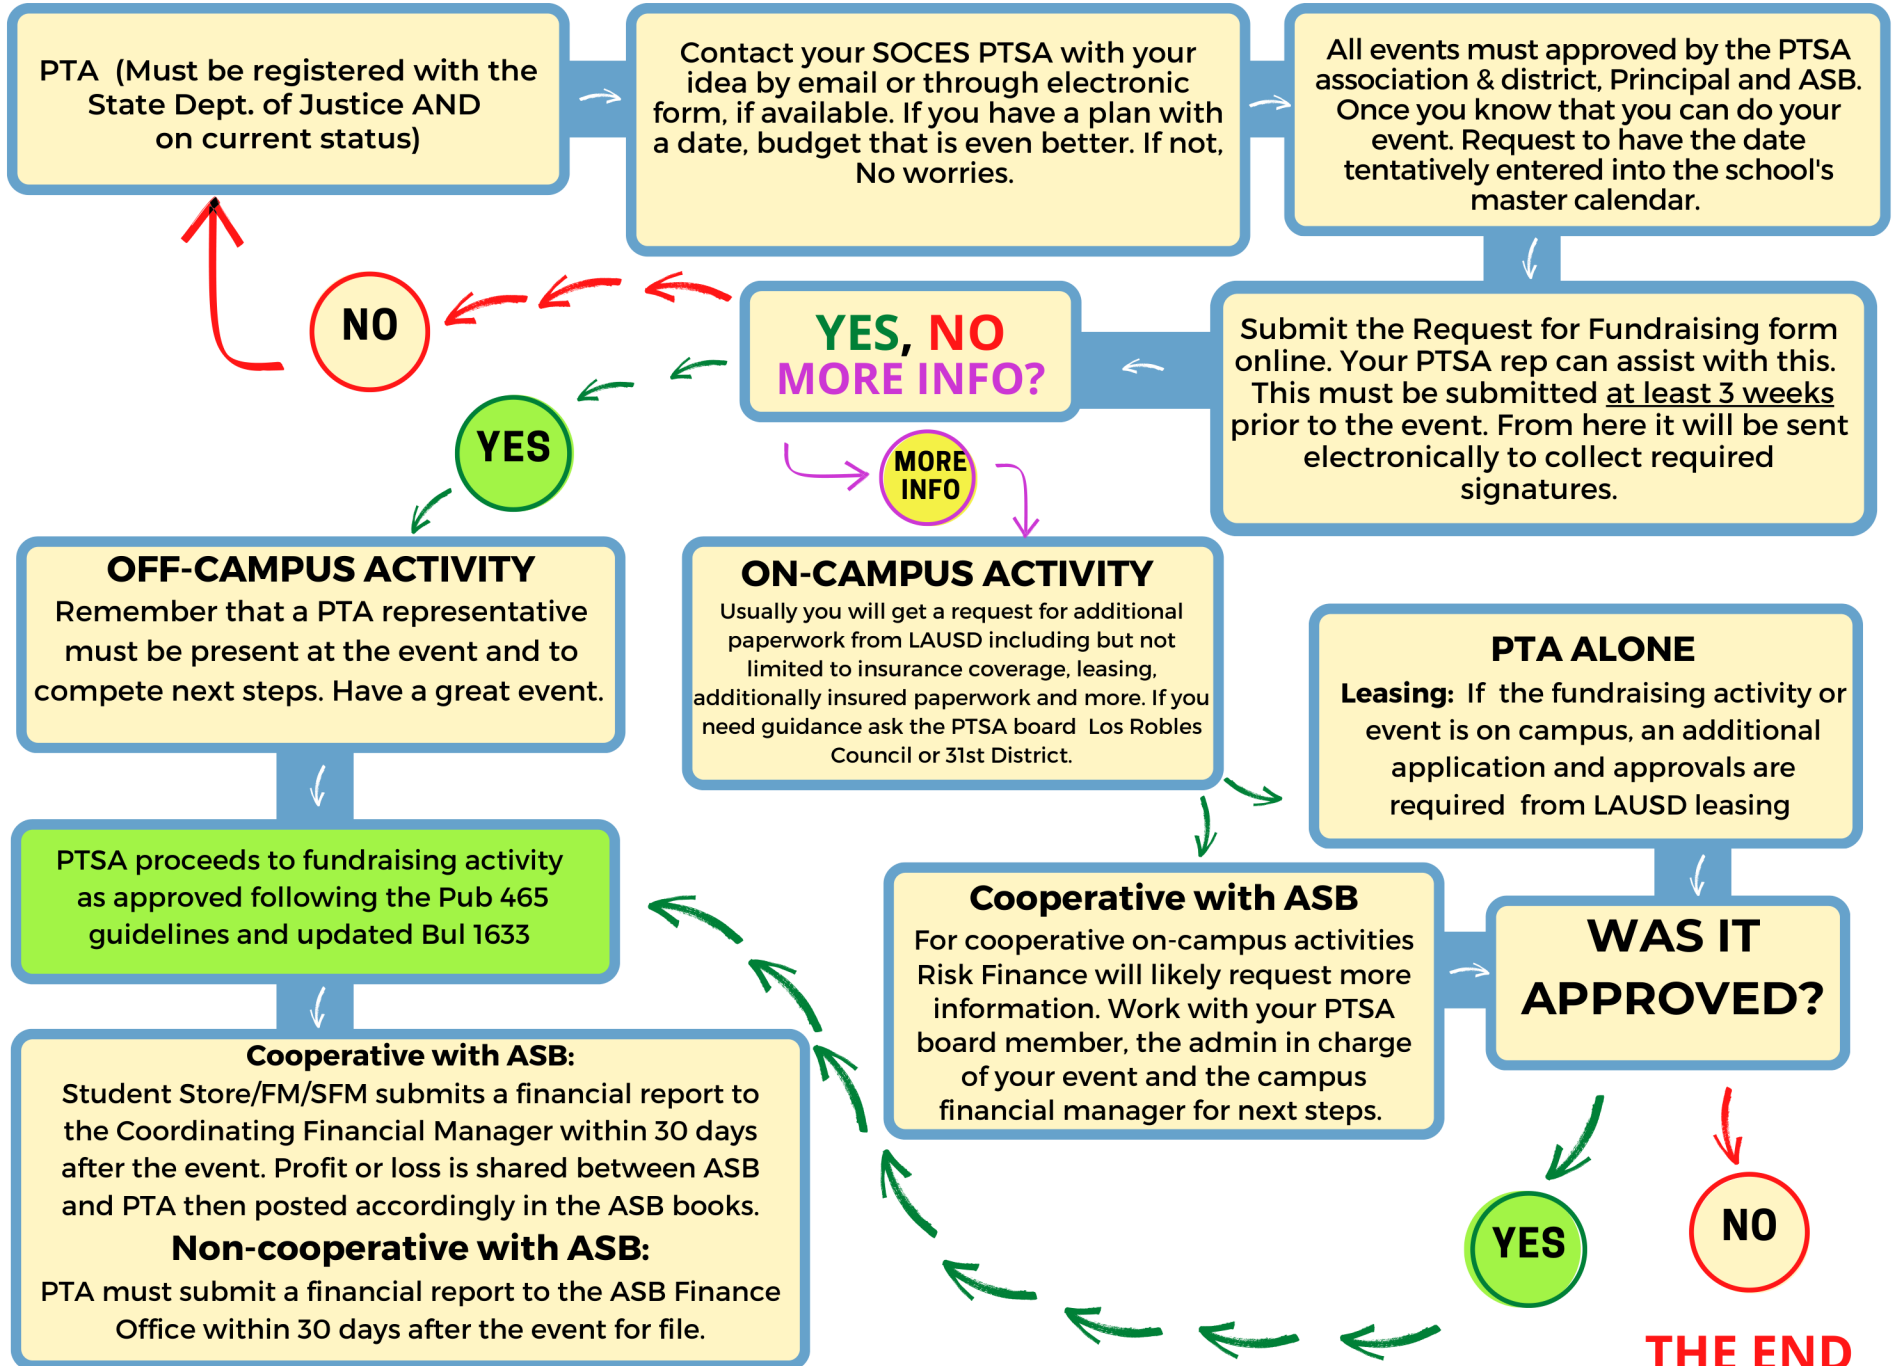 PTA  (Must be registered with the
State Dept. of Justice AND
on current status)
Contact your SOCES PTSA with your
idea by email or through electronic
form, if available. If you have a plan with
a date, budget that is even better. If not,
No worries.
All events must approved by the PTSA
association & district, Principal and ASB.
Once you know that you can do your
event. Request to have the date
tentatively entered into the school's
master calendar.
Submit the Request for Fundraising form
online. Your PTSA rep can assist with this.
This must be submitted at least 3 weeks
prior to the event. From here it will be sent
electronically to collect required
signatures.
YES, NO
MORE INFO?
NO
YES
MORE
INFO
OFF-CAMPUS ACTIVITY
Remember that a PTA representative
must be present at the event and to
compete next steps. Have a great event.
ON-CAMPUS ACTIVITY
Usually you will get a request for additional
paperwork from LAUSD including but not
limited to insurance coverage, leasing,
additionally insured paperwork and more. If you
need guidance ask the PTSA board  Los Robles
Council or 31st District.
PTA ALONE
Leasing:  If  the fundraising activity or
event is on campus, an additional
application and approvals are
required  from LAUSD leasing
PTSA proceeds to fundraising activity
as approved following the Pub 465
guidelines and updated Bul 1633
Cooperative with ASB
For cooperative on-campus activities
Risk Finance will likely request more
information. Work with your PTSA
board member, the admin in charge
of your event and the campus
financial manager for next steps.
WAS IT
APPROVED?
Cooperative with ASB:
Student Store/FM/SFM submits a financial report to
the Coordinating Financial Manager within 30 days
after the event. Profit or loss is shared between ASB
and PTA then posted accordingly in the ASB books.
Non-cooperative with ASB:
PTA must submit a financial report to the ASB Finance
Office within 30 days after the event for file.
YES
NO
THE END